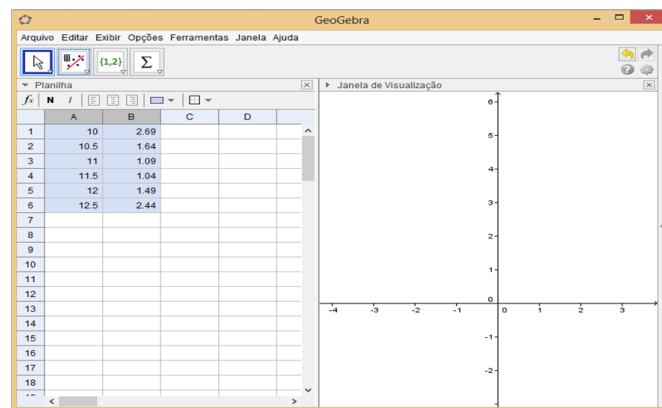 GeoGebra
Arquivo Editar Exibir Opções Ferramentas Janela Ajuda
{1,2} Σ
Planilha
Janela de Visualização
fx N I
A B C D
1 10 2.69
2 10.5 1.64
3 11 1.09
4 11.5 1.04
5 12 1.49
6 12.5 2.44
7
8
9
10
11
12
13
14
15
16
17
18
6
5
4
3
2
1
0
-4 -3 -2 -1 0 1 2 3
-1
-2